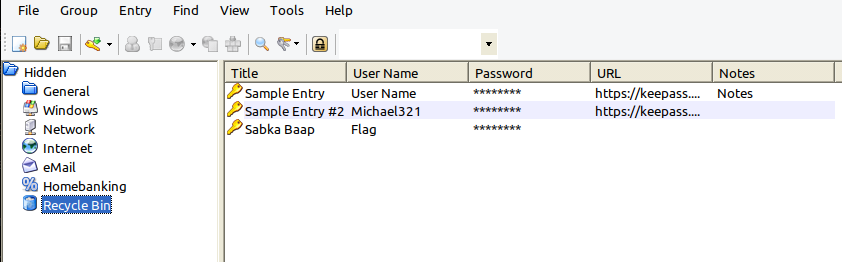 File Group Entry Find View Tools Help
Hidden
General
Windows
Network
Internet
eMail
Homebanking
Recycle Bin
Title User Name Password URL Notes
Sample Entry User Name ******** https://keepass.... Notes
Sample Entry #2 Michael321 ******** https://keepass....
Sabka Baap Flag ********